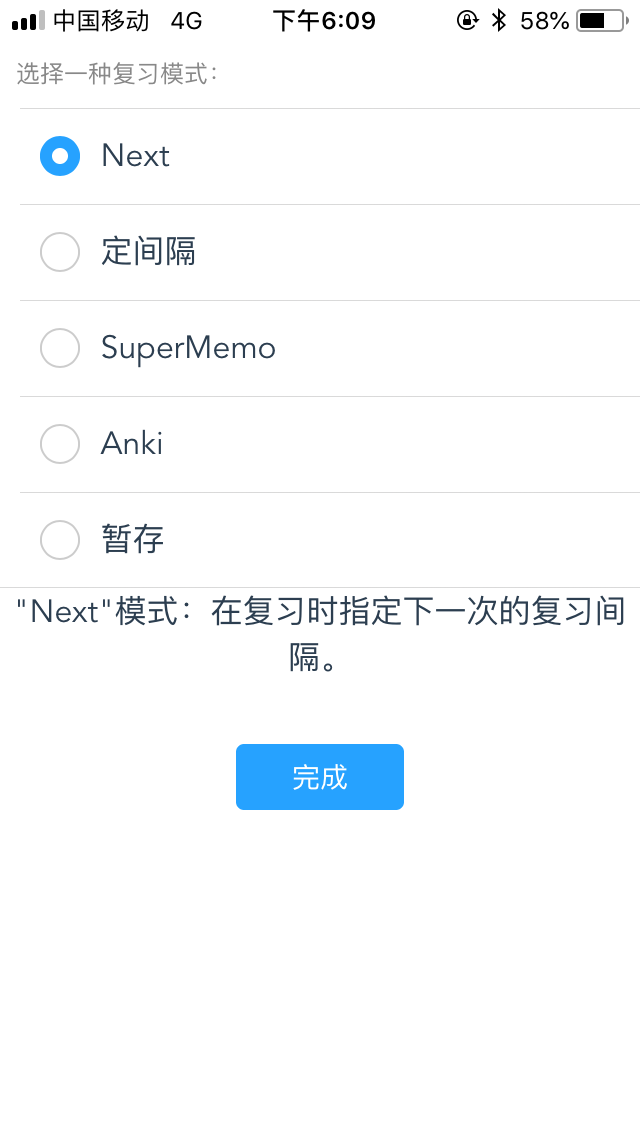 中国移动 4G 下午6:09 58%
选择一种复习模式：
Next
定间隔
SuperMemo
Anki
暂存
"Next"模式：在复习时指定下一次的复习间
隔。
完成